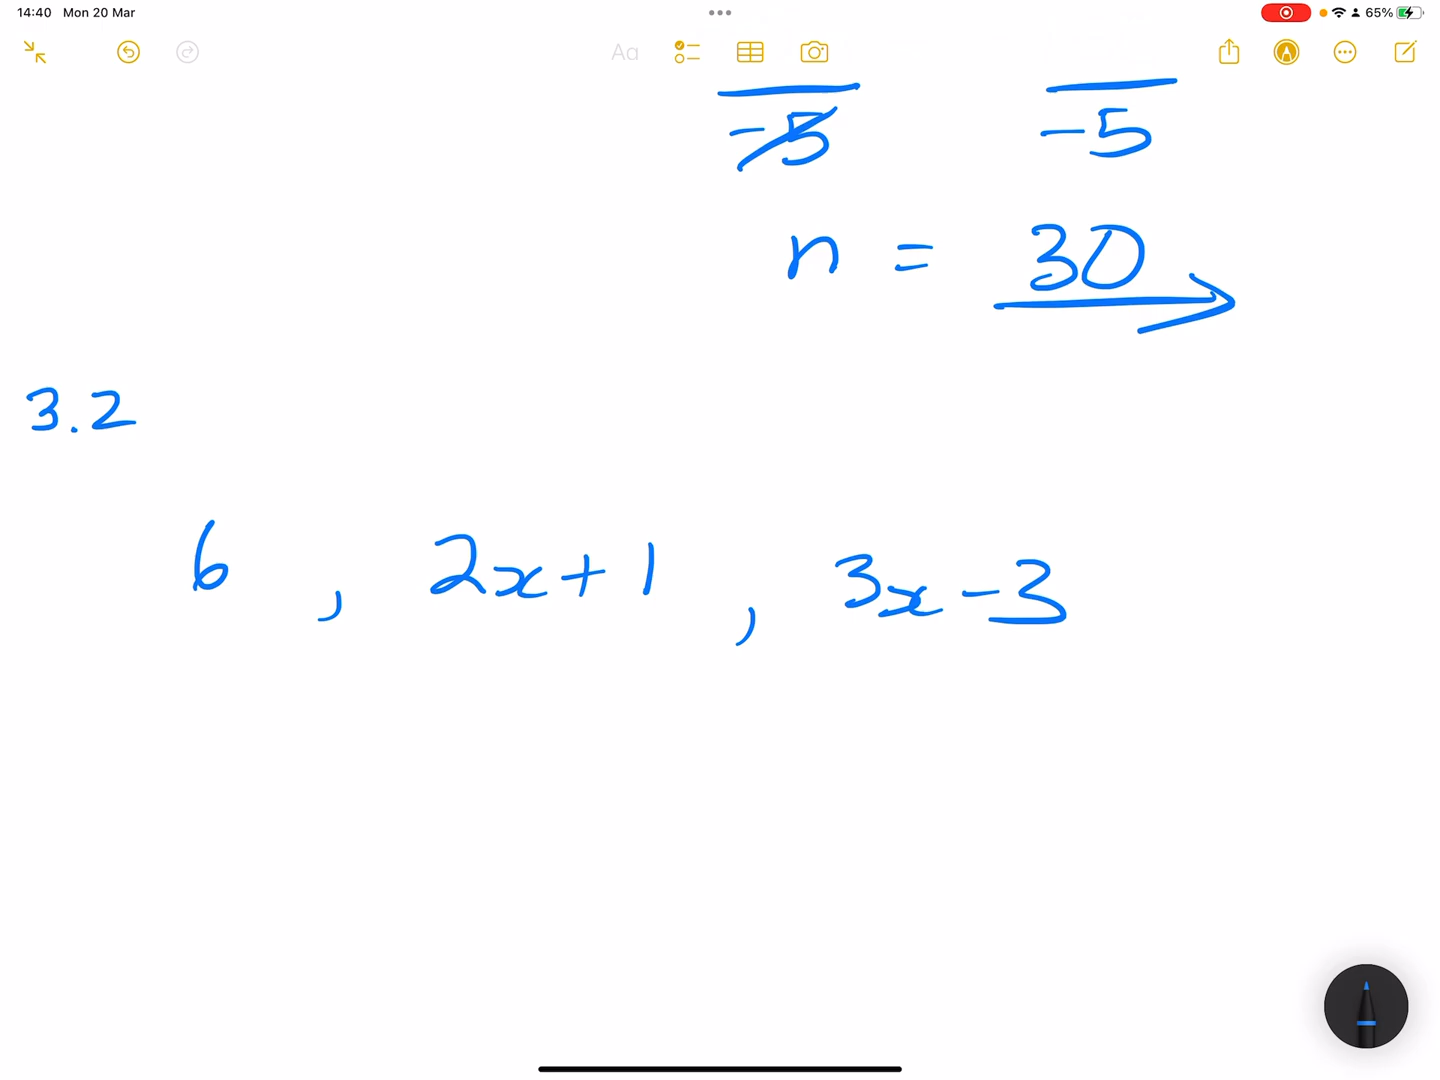 14:40 Mon 20 Mar 65%
Aa
-5 -5
n = 30
3.2
6 , 2x+1 , 3x-3